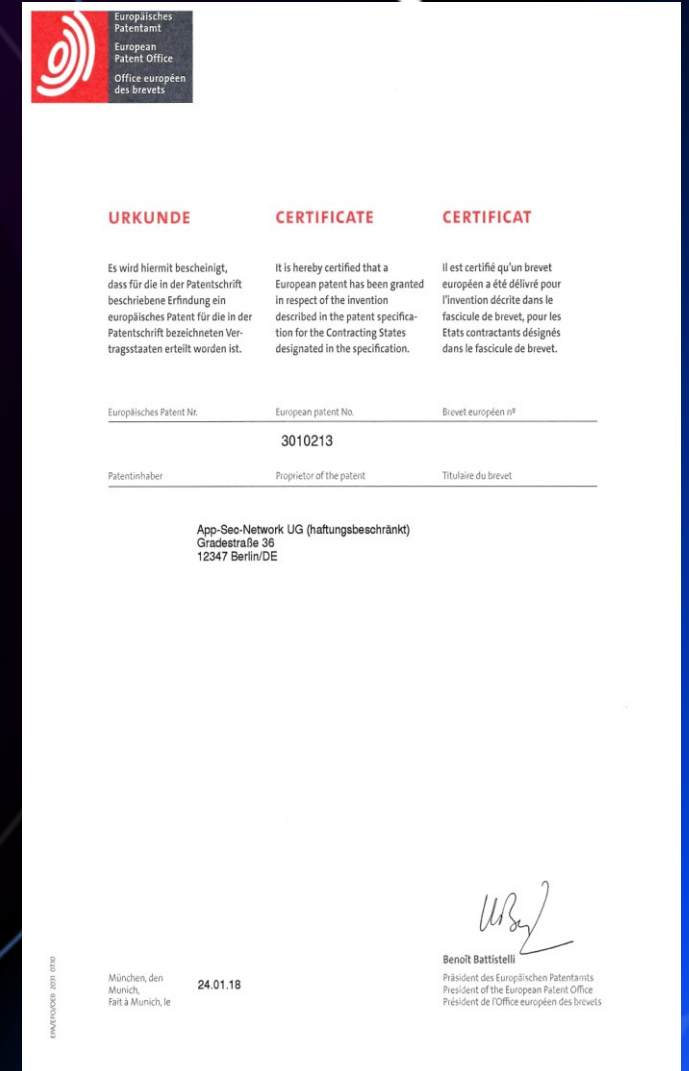 Europäisches
Patentamt
European
Patent Office
Office européen
des brevets
URKUNDE
Es wird hiermit bescheinigt,
dass für die in der Patentschrift
beschriebene Erfindung ein
europäisches Patent für die in der
Patentschrift bezeichneten Ver-
tragsstaaten erteilt worden ist.
CERTIFICATE
It is hereby certified that a
European patent has been granted
in respect of the invention
described in the patent specifica-
tion for the Contracting States
designated in the specification.
CERTIFICAT
Il est certifié qu'un brevet
européen a été délivré pour
l'invention décrite dans le
fascicule de brevet, pour les
Etats contractants désignés
dans le fascicule de brevet.
Europäisches Patent Nr.
European patent No.
Brevet européen nº
3010213
Patentinhaber
Proprietor of the patent
Titulaire du brevet
App-Sec-Network UG (haftungsbeschränkt)
Gradestraße 36
12347 Berlin/DE
Benoît Battistelli
Präsident des Europäischen Patentamts
President of the European Patent Office
Président de l'Office européen des brevets
München, den
Munich,
Fait à Munich, le
24.01.18